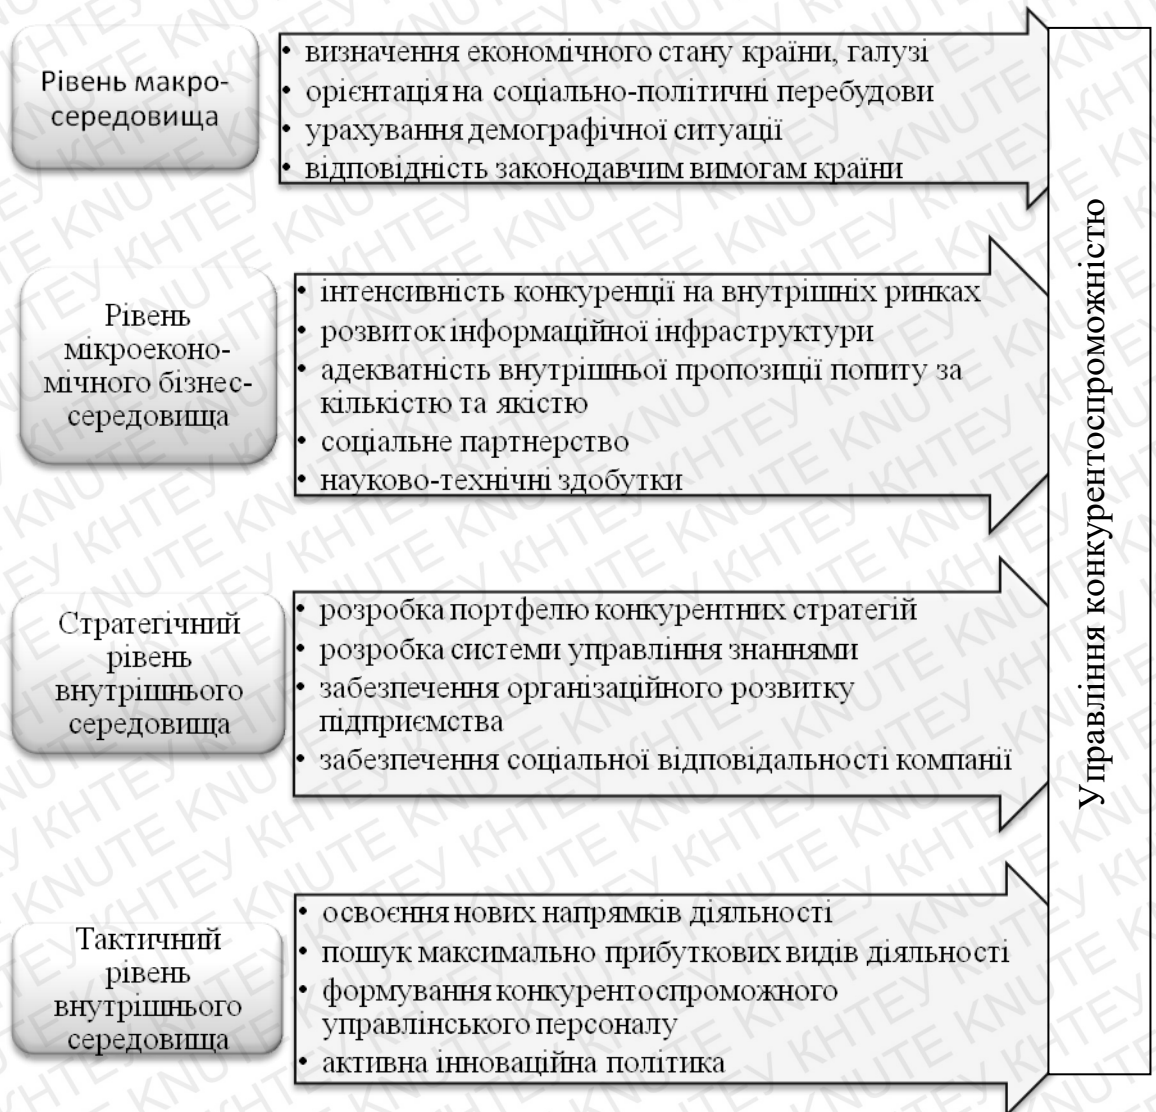 Рівень макро-
середовища
• визначення економічного стану країни, галузі
• орієнтація на соціально-політичні перебудови
• урахування демографічної ситуації
• відповідність законодавчим вимогам країни
Рівень
мікроеконо-
мічного бізнес-
середовища
• інтенсивність конкуренції на внутрішніх ринках
• розвиток інформаційної інфраструктури
• адекватність внутрішньої пропозиції попиту за
кількістю та якістю
• соціальне партнерство
• науково-технічні здобутки
Стратегічний
рівень
внутрішнього
середовища
• розробка портфелю конкурентних стратегій
• розробка системи управління знаннями
• забезпечення організаційного розвитку
підприємства
• забезпечення соціальної відповідальності компанії
Тактичний
рівень
внутрішнього
середовища
• освоєння нових напрямків діяльності
• пошук максимально прибуткових видів діяльності
• формування конкурентоспроможного
управлінського персоналу
• активна інноваційна політика
Управління конкурентоспроможністю
KNUTE КНТЕУ